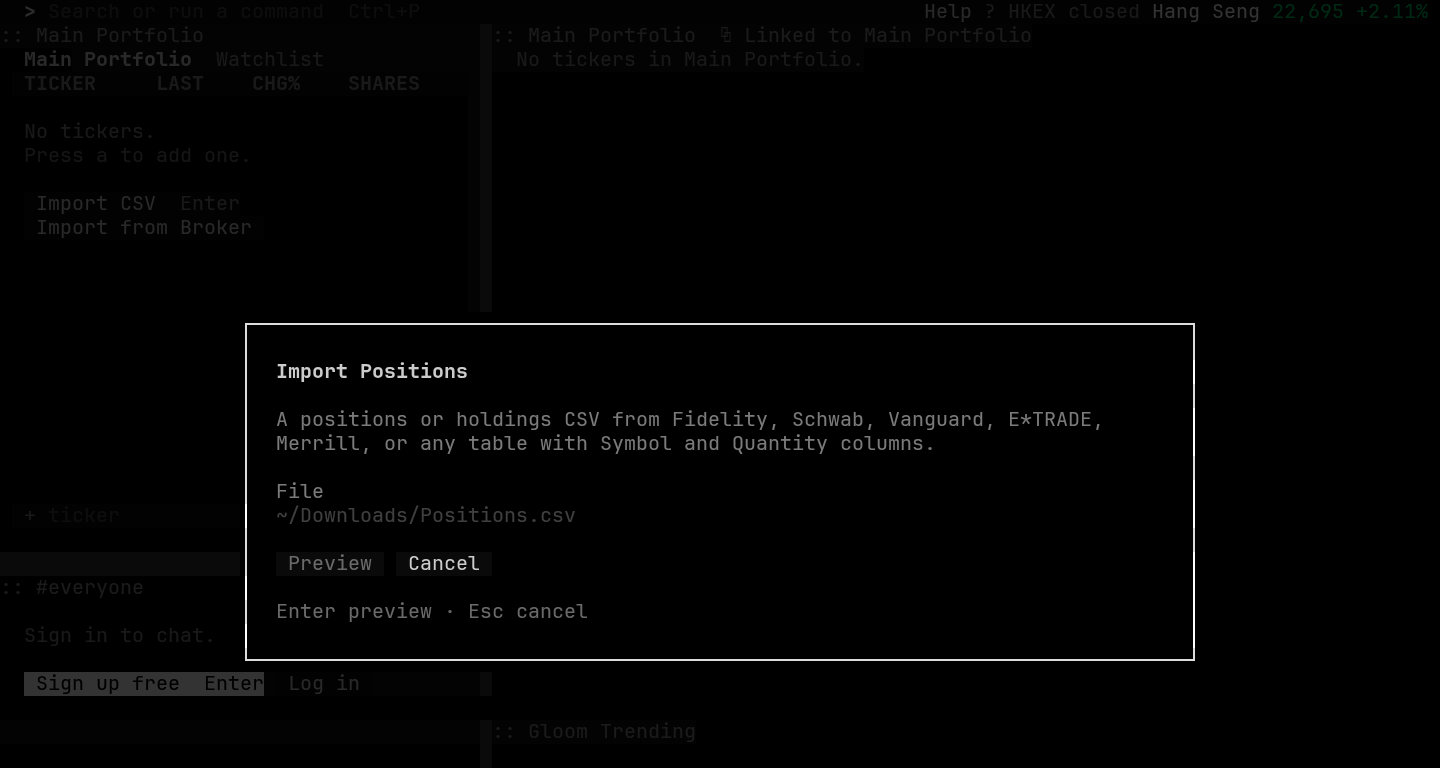 > Search or run a command  Ctrl+P
Help ? HKEX closed Hang Seng 22,695 +2.11%
:: Main Portfolio
:: Main Portfolio  Linked to Main Portfolio
Main Portfolio  Watchlist
No tickers in Main Portfolio.
TICKER LAST CHG% SHARES
No tickers.
Press a to add one.
Import CSV  Enter
Import from Broker
Import Positions
A positions or holdings CSV from Fidelity, Schwab, Vanguard, E*TRADE,
Merrill, or any table with Symbol and Quantity columns.
File
~/Downloads/Positions.csv
Preview  Cancel
Enter preview · Esc cancel
+ ticker
:: #everyone
Sign in to chat.
Sign up free  Enter  Log in
:: Gloom Trending